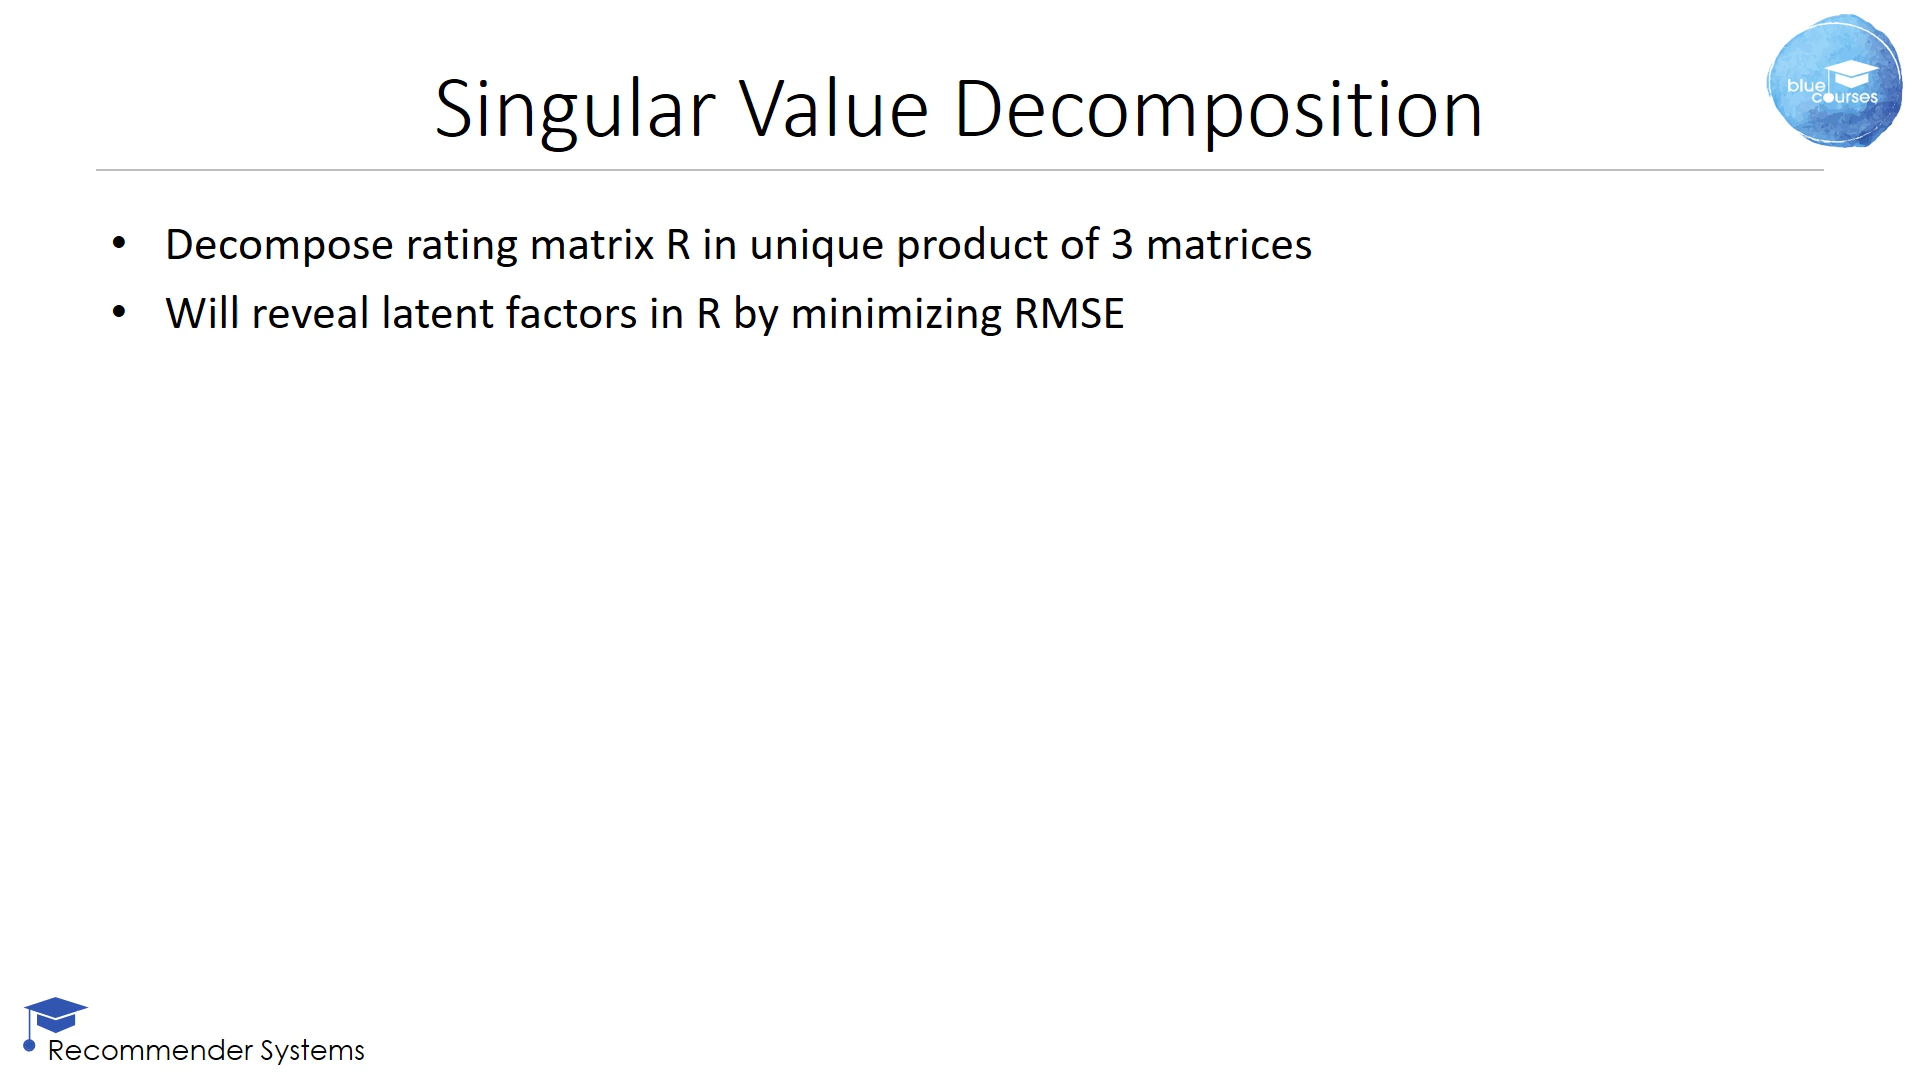 Singular Value Decomposition
blue
courses
• Decompose rating matrix R in unique product of 3 matrices
• Will reveal latent factors in R by minimizing RMSE
Recommender Systems